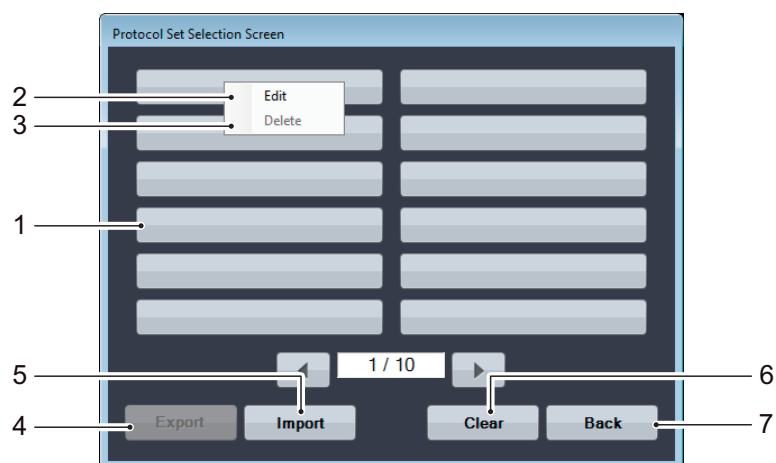 Protocol Set Selection Screen
2
Edit
3
Delete
1
1 / 10
5
6
4
Export
Import
Clear
Back
7